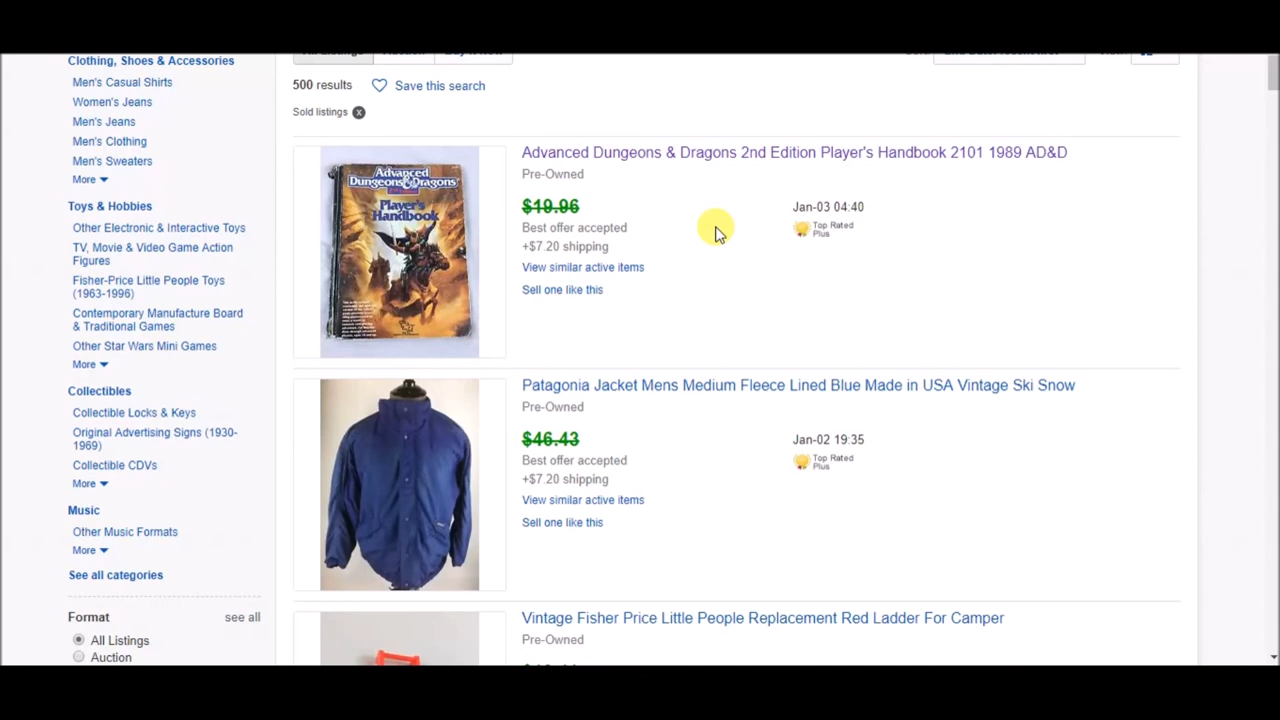 Clothing, Shoes & Accessories
Men's Casual Shirts
Women's Jeans
Men's Jeans
Men's Clothing
Men's Sweaters
More
Toys & Hobbies
Other Electronic & Interactive Toys
TV, Movie & Video Game Action
Figures
Fisher-Price Little People Toys
(1963-1996)
Contemporary Manufacture Board
& Traditional Games
Other Star Wars Mini Games
More
Collectibles
Collectible Locks & Keys
Original Advertising Signs (1930-
1969)
Collectible CDVs
More
Music
Other Music Formats
More
See all categories
Format see all
All Listings
Auction
500 results Save this search
Sold listings x
Advanced
Dungeons & Dragons
Player's
Handbook
Advanced Dungeons & Dragons 2nd Edition Player's Handbook 2101 1989 AD&D
Pre-Owned
$19.96 Jan-03 04:40
Best offer accepted Top Rated
Plus
+$7.20 shipping
View similar active items
Sell one like this
Patagonia Jacket Mens Medium Fleece Lined Blue Made in USA Vintage Ski Snow
Pre-Owned
$46.43 Jan-02 19:35
Best offer accepted Top Rated
Plus
+$7.20 shipping
View similar active items
Sell one like this
Vintage Fisher Price Little People Replacement Red Ladder For Camper
Pre-Owned